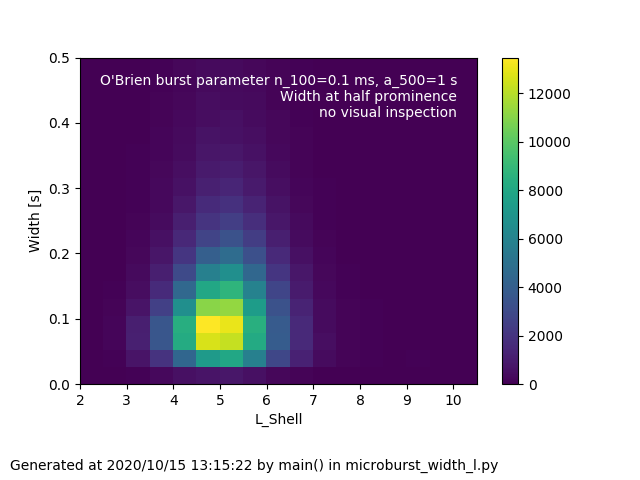 O'Brien burst parameter n_100=0.1 ms, a_500=1 s
Width at half prominence
no visual inspection
0.5
0.4
0.3
0.2
0.1
0.0
Width [s]
2 3 4 5 6 7 8 9 10
L_Shell
12000
10000
8000
6000
4000
2000
0
Generated at 2020/10/15 13:15:22 by main() in microburst_width_l.py